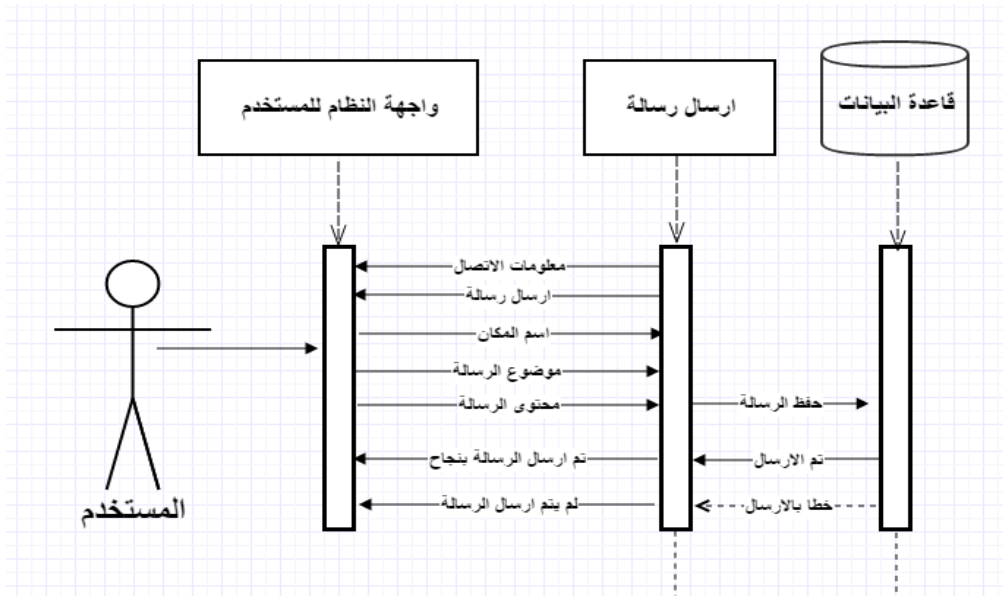 واجهة النظام للمستخدم
ارسال رسالة
قاعدة البيانات
معلومات الاتصال
ارسال رسالة
اسم المكان
موضوع الرسالة
محتوى الرسالة
حفظ الرسالة
تم ارسال الرسالة بنجاح
تم الارسال
لم يتم ارسال الرسالة
خطا بالارسال
المستخدم